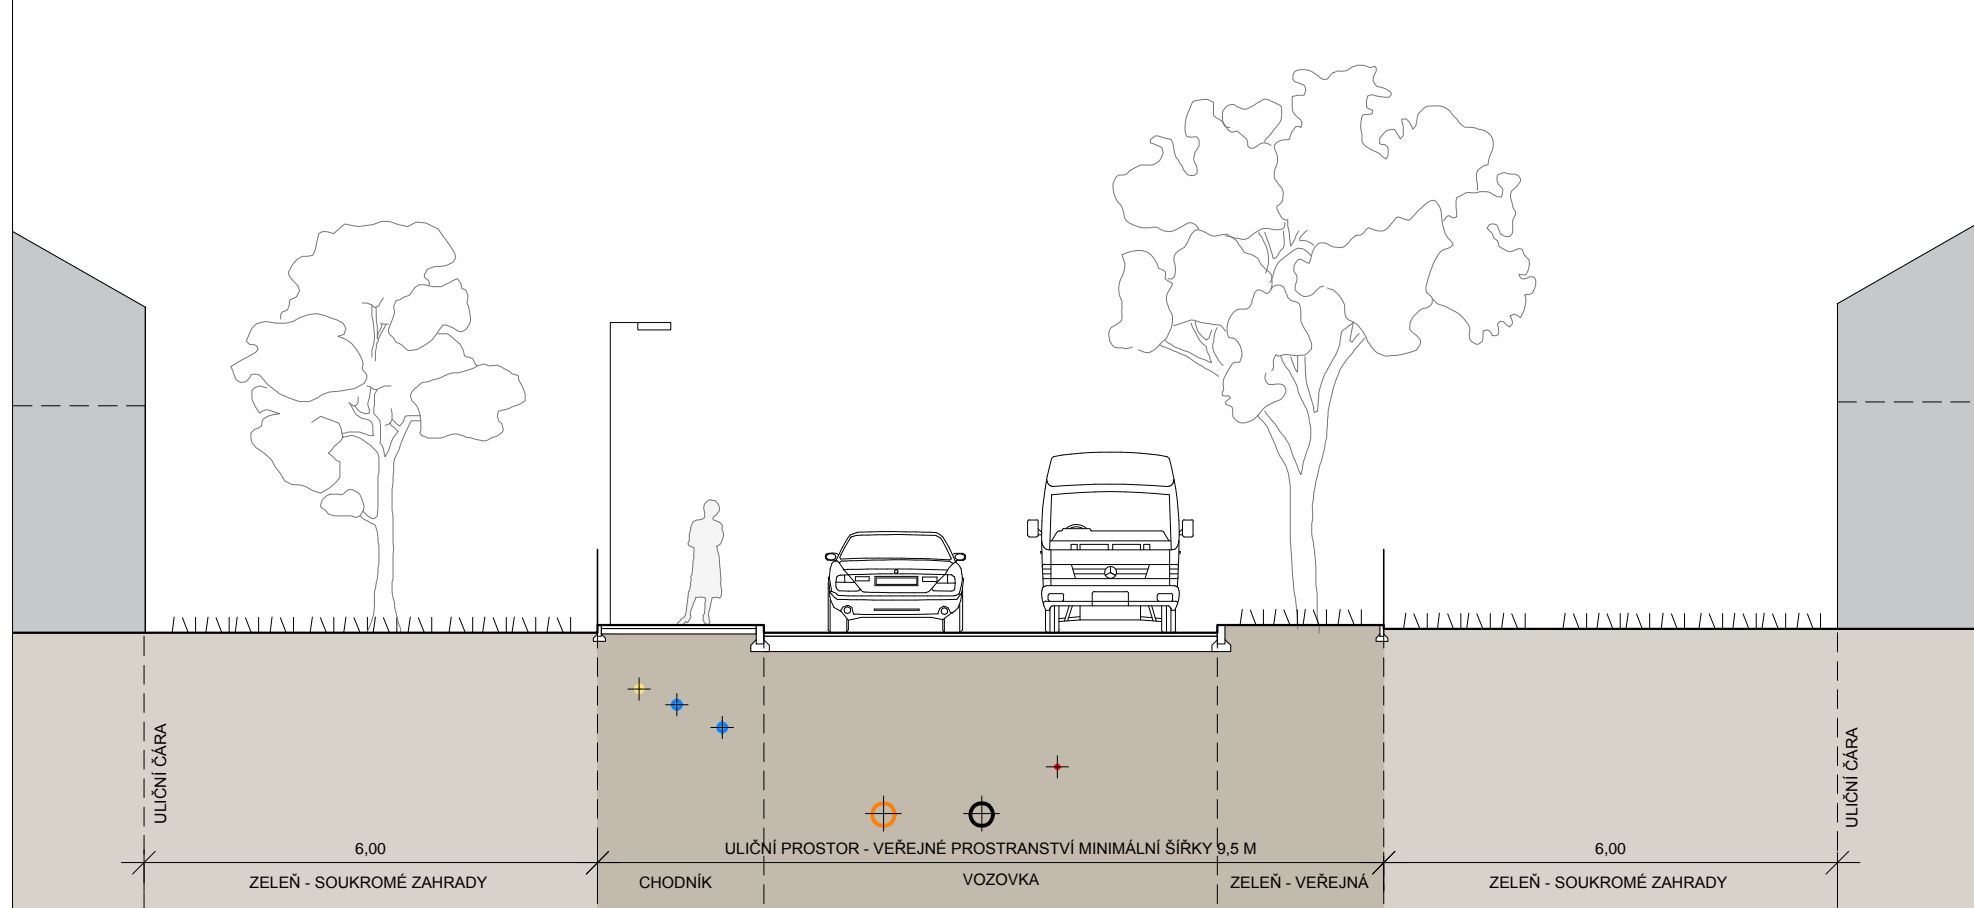 ULIČNÍ ČÁRA
ULIČNÍ ČÁRA
6,00
ULIČNÍ PROSTOR - VEŘEJNÉ PROSTRANSTVÍ MINIMÁLNÍ ŠÍŘKY 9,5 M
6,00
ZELEŇ - SOUKROMÉ ZAHRADY
CHODNÍK
VOZOVKA
ZELEŇ - VEŘEJNÁ
ZELEŇ - SOUKROMÉ ZAHRADY